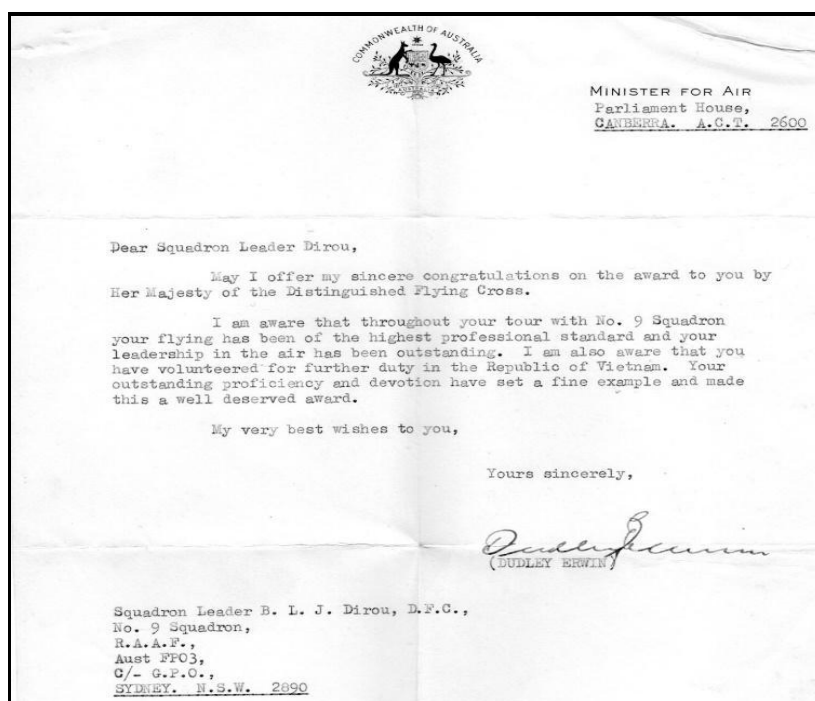 COMMONWEALTH OF AUSTRALIA
AUSTRALIA
MINISTER FOR AIR
Parliament House,
CANBERRA. A.C.T. 2600
Dear Squadron Leader Dirou,
May I offer my sincere congratulations on the award to you by
Her Majesty of the Distinguished Flying Cross.
I am aware that throughout your tour with No. 9 Squadron
your flying has been of the highest professional standard and your
leadership in the air has been outstanding. I am also aware that you
have volunteered for further duty in the Republic of Vietnam. Your
outstanding proficiency and devotion have set a fine example and made
this a well deserved award.
My very best wishes to you,
Yours sincerely,
Dudley Erwin
(DUDLEY ERWIN)
Squadron Leader B. L. J. Dirou, D.F.C.,
No. 9 Squadron,
R.A.A.F.,
Aust FPO3,
C/- G.P.O.,
SYDNEY. N.S.W. 2890